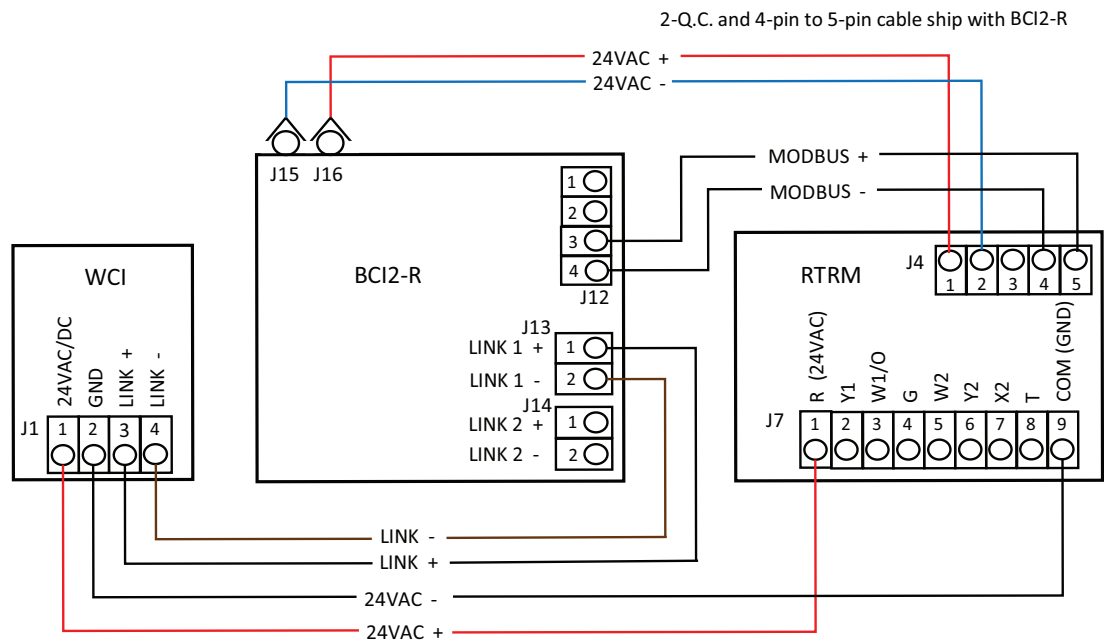 2-Q.C. and 4-pin to 5-pin cable ship with BCI2-R
24VAC +
24VAC -
J15
J16
1
2
3
4
J12
MODBUS +
MODBUS -
BCI2-R
WCI
RTRM
J4
1
2
3
4
5
J13
LINK 1 +
1
LINK 1 -
2
J14
LINK 2 +
1
LINK 2 -
2
24VAC/DC
GND
LINK +
LINK -
J1
1
2
3
4
R (24VAC)
Y1
W1/O
G
W2
Y2
X2
T
COM (GND)
J7
1
2
3
4
5
6
7
8
9
LINK -
LINK +
24VAC -
24VAC +